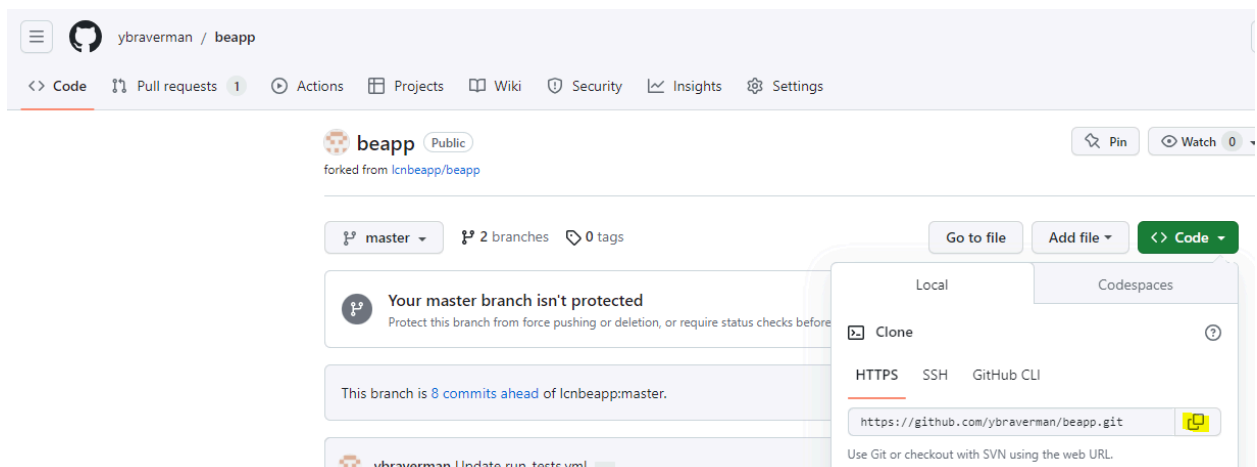 ybraverman / beapp
Code Pull requests 1 Actions Projects Wiki Security Insights Settings
beapp Public
Pin Watch 0
forked from lcnbeapp/beapp
master 2 branches 0 tags
Go to file Add file Code
Local Codespaces
Your master branch isn't protected
Protect this branch from force pushing or deletion, or require status checks before
Clone
HTTPS SSH GitHub CLI
This branch is 8 commits ahead of lcnbeapp:master.
https://github.com/ybraverman/beapp.git
Use Git or checkout with SVN using the web URL.
ybraverman Update run_tests.yml